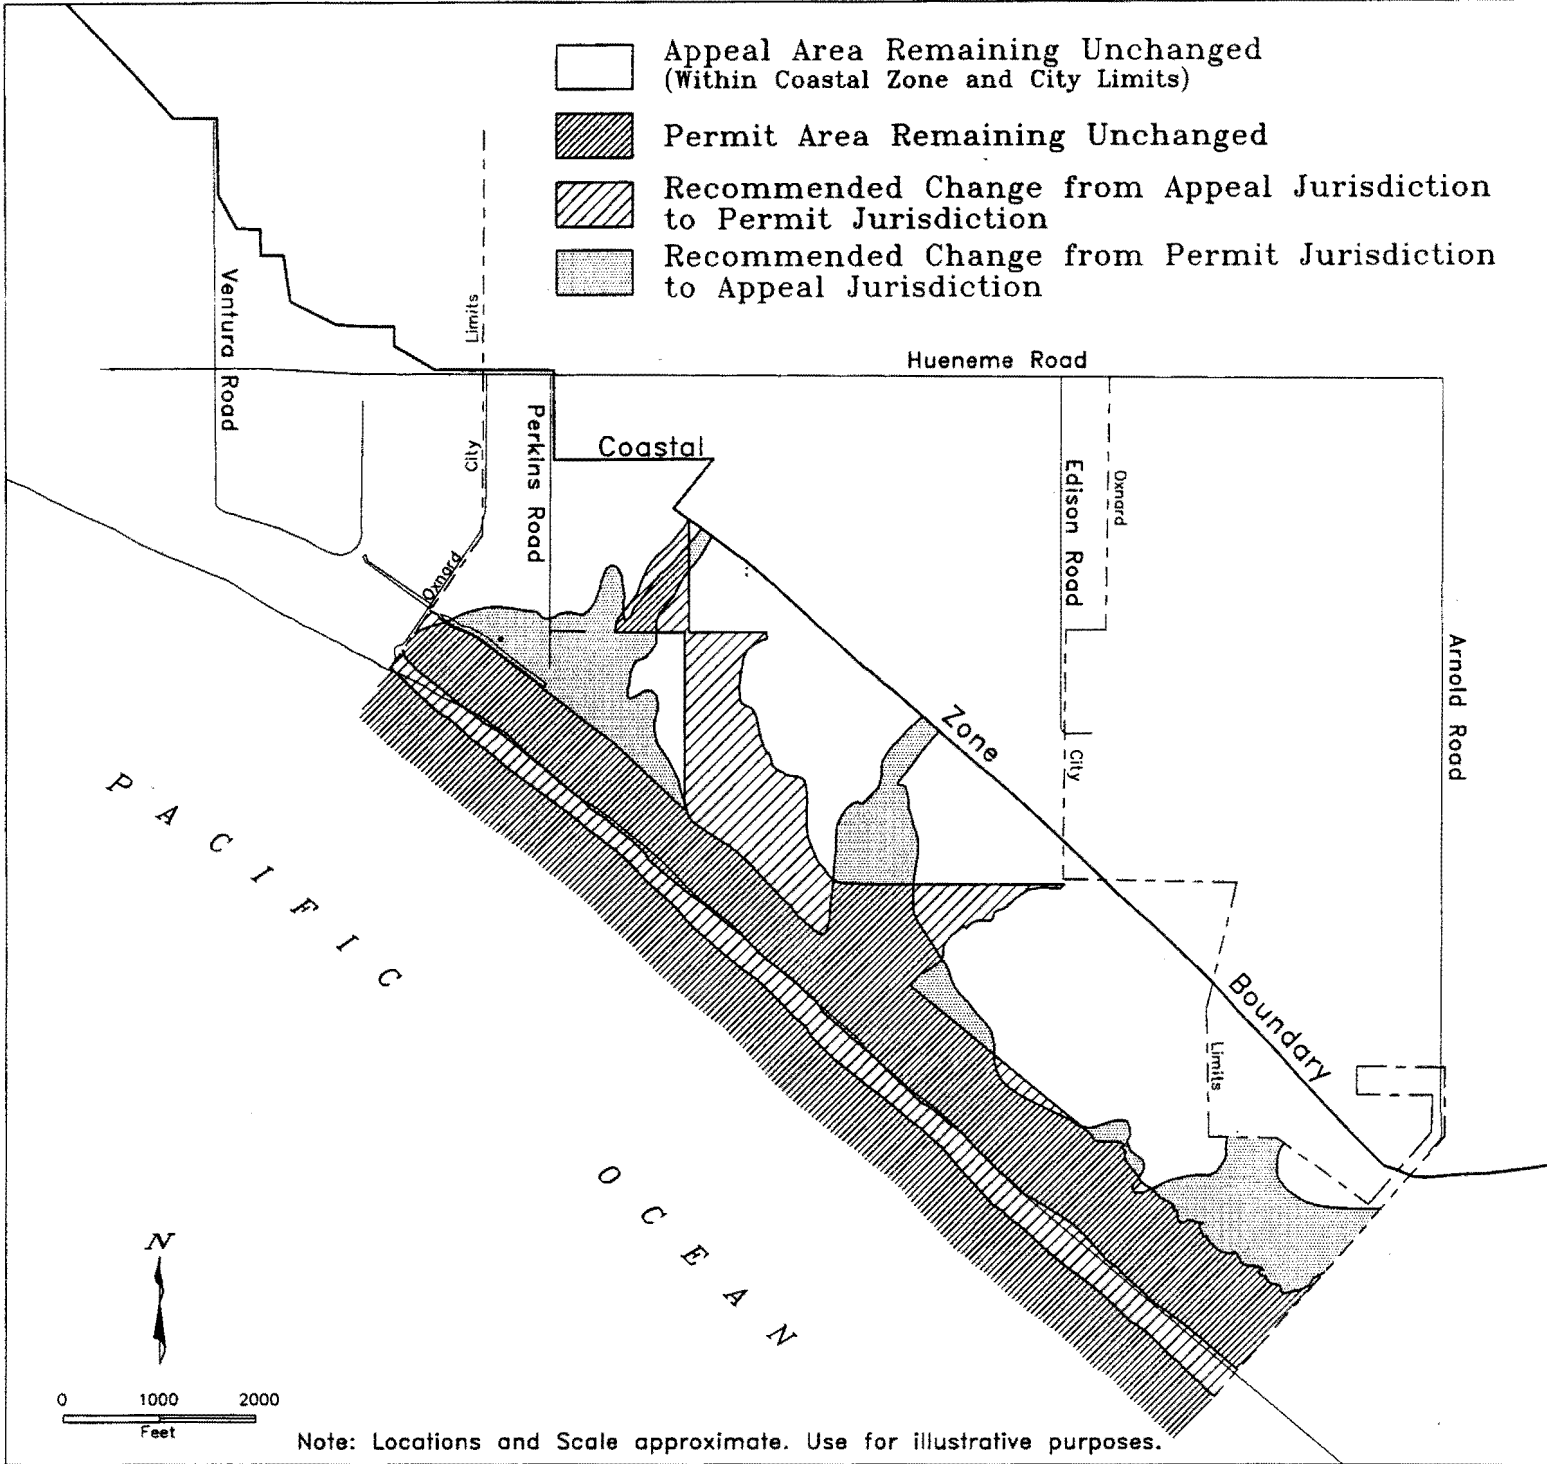 Appeal Area Remaining Unchanged
(Within Coastal Zone and City Limits)
Permit Area Remaining Unchanged
Recommended Change from Appeal Jurisdiction
to Permit Jurisdiction
Recommended Change from Permit Jurisdiction
to Appeal Jurisdiction
Ventura Road
Limits
City
Oxnard
Hueneme Road
Perkins Road
Coastal
Zone
Boundary
Edison Road
Oxnard
City
Limits
Arnold Road
PACIFIC
OCEAN
N
0 1000 2000
Feet
Note: Locations and Scale approximate. Use for illustrative purposes.